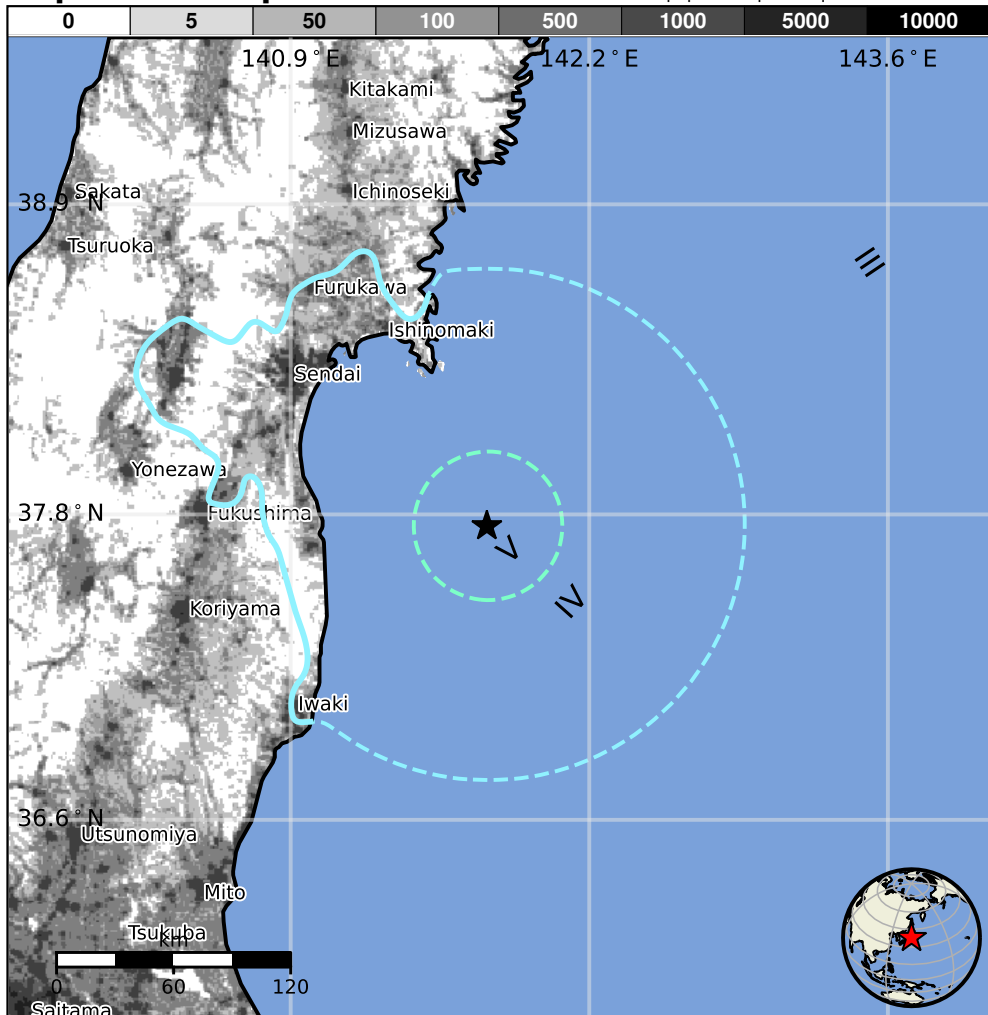 0 5 50 100 500 1000 5000 10000
140.9°E 142.2°E 143.6°E
Kitakami
Mizusawa
Ichinoseki
Sakata
38.9°N
Tsuruoka
III
Furukawa
Ishinomaki
Sendai
Yonezawa
37.8°N
Fukushima
V
IV
Koriyama
Iwaki
36.6°N
Utsunomiya
Mito
Tsukuba
km
0 60 120
Saitama